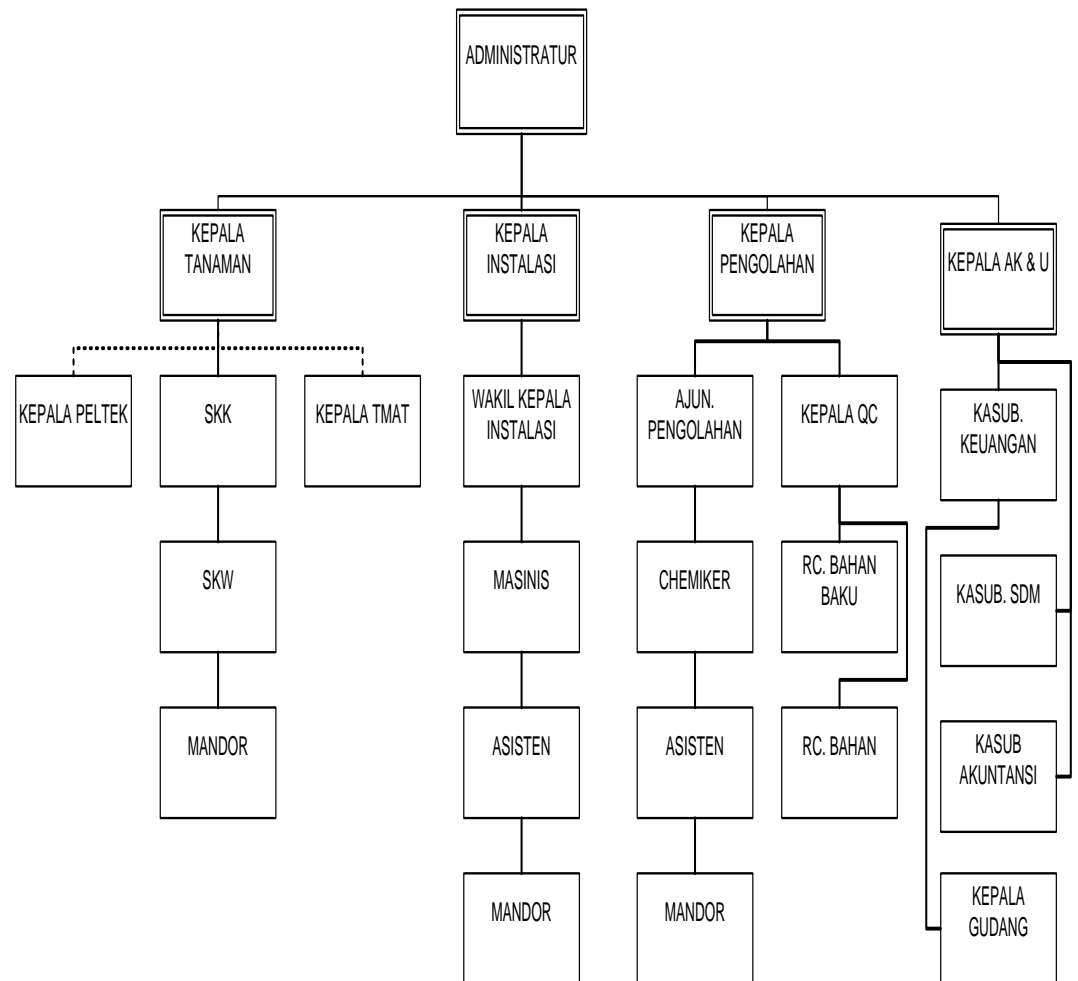 ADMINISTRATUR
KEPALA
TANAMAN
KEPALA
INSTALASI
KEPALA
PENGOLAHAN
KEPALA AK & U
KEPALA PELTEK
SKK
KEPALA TMAT
WAKIL KEPALA
INSTALASI
AJUN.
PENGOLAHAN
KEPALA QC
KASUB.
KEUANGAN
SKW
MASINIS
CHEMIKER
RC. BAHAN
BAKU
KASUB. SDM
MANDOR
ASISTEN
ASISTEN
RC. BAHAN
KASUB
AKUNTANSI
MANDOR
MANDOR
KEPALA
GUDANG